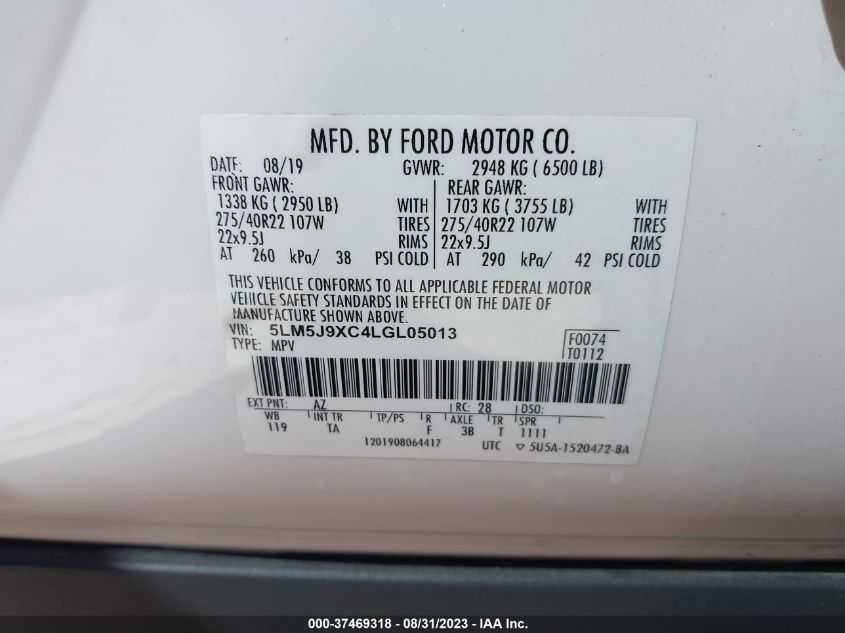 MFD. BY FORD MOTOR CO.
DATE: 08/19 GVWR: 2948 KG ( 6500 LB)
FRONT GAWR: REAR GAWR:
1338 KG ( 2950 LB) WITH 1703 KG ( 3755 LB) WITH
275/40R22 107W TIRES 275/40R22 107W TIRES
22x9.5J RIMS 22x9.5J RIMS
AT 260 kPa/ 38 PSI COLD AT 290 kPa/ 42 PSI COLD
THIS VEHICLE CONFORMS TO ALL APPLICABLE FEDERAL MOTOR
VEHICLE SAFETY STANDARDS IN EFFECT ON THE DATE OF
MANUFACTURE SHOWN ABOVE.
VIN: 5LM5J9XC4LGL05013 F0074
TYPE: MPV T0112
EXT PNT: AZ RC: 28 DSO:
WB INT TR TP/PS R AXLE TR SPR
119 TA F 3B T 1111
1201908064417 UTC ▽ 5U5A-1520472-BA
000-37469318 - 08/31/2023 - IAA Inc.